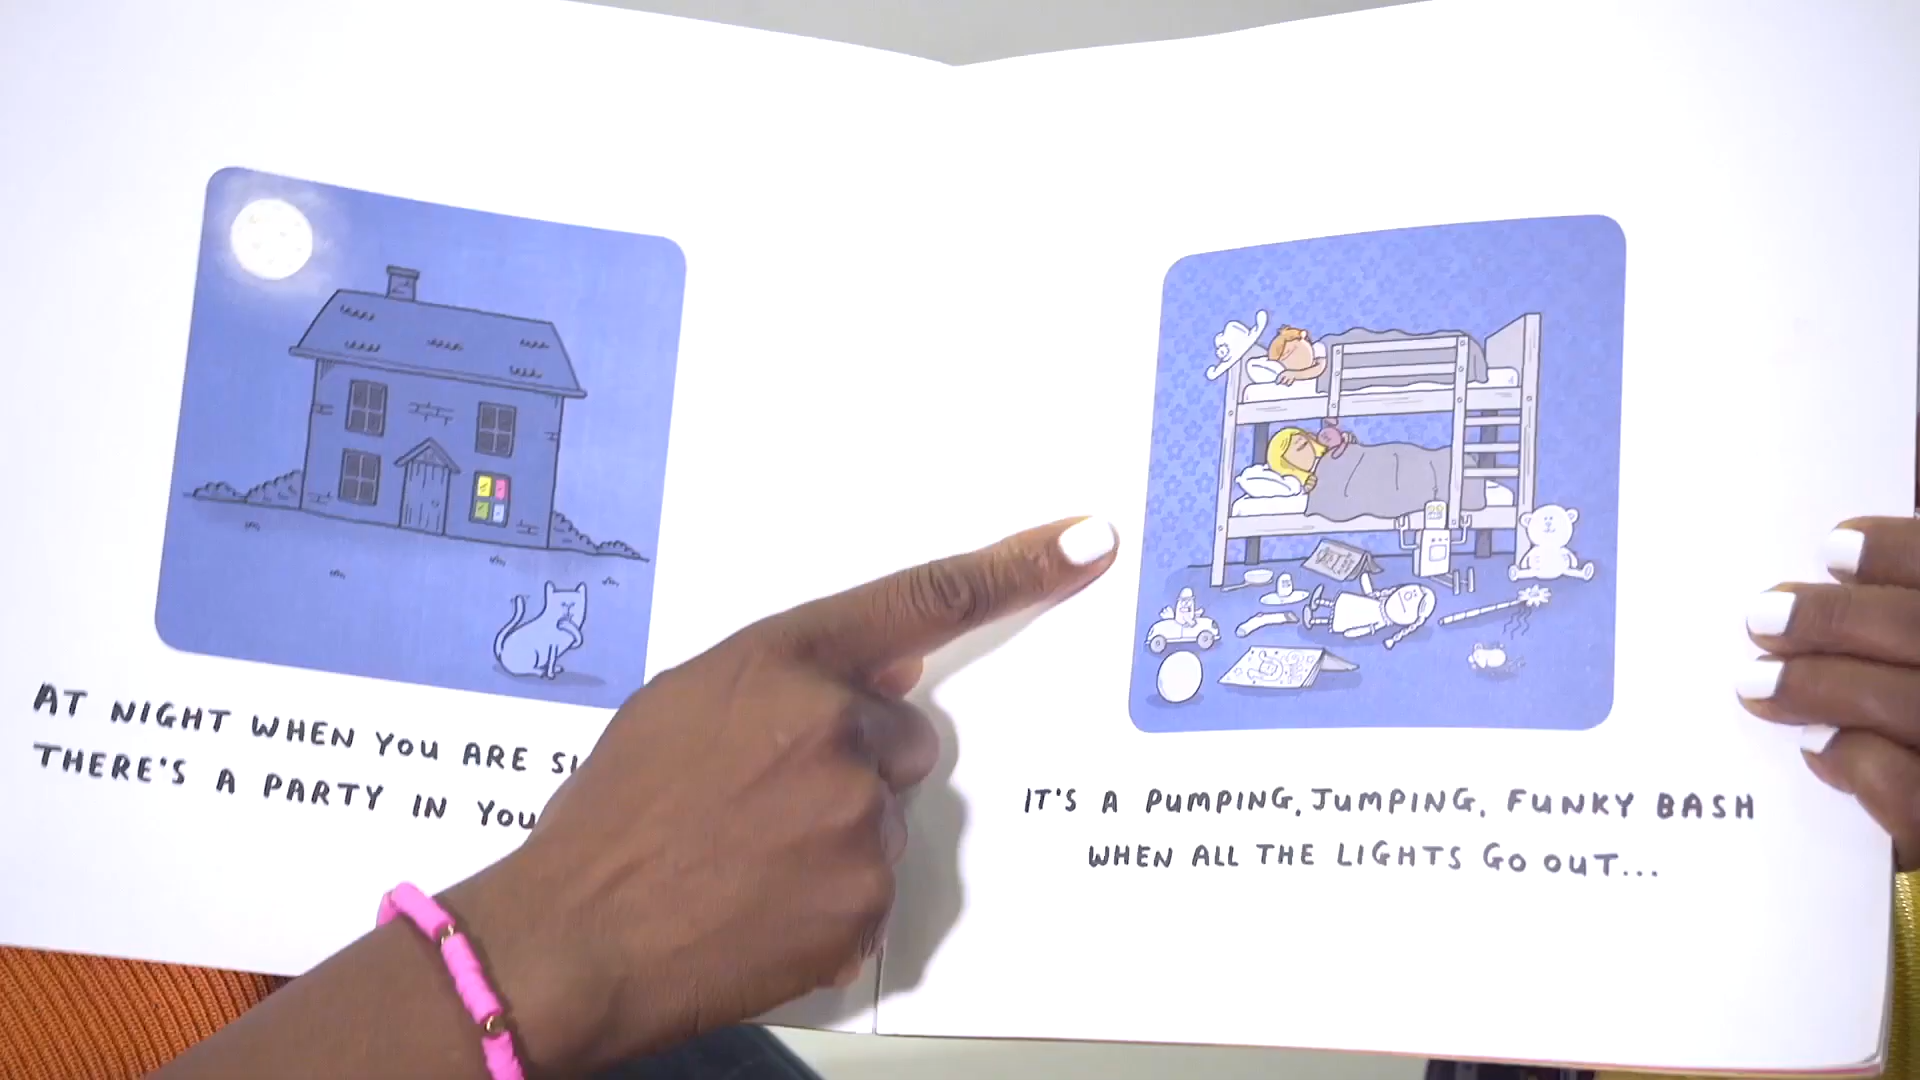 AT NIGHT WHEN YOU ARE
THERE'S A PARTY IN
IT'S A PUMPING, JUMPING, FUNKY BASH
WHEN ALL THE LIGHTS GO OUT...